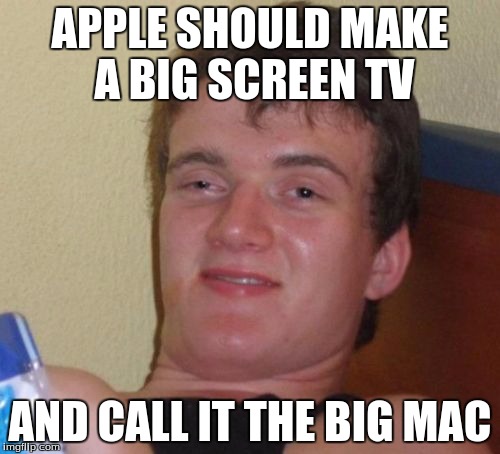 APPLE SHOULD MAKE
A BIG SCREEN TV
AND CALL IT THE BIG MAC
imgflip.com